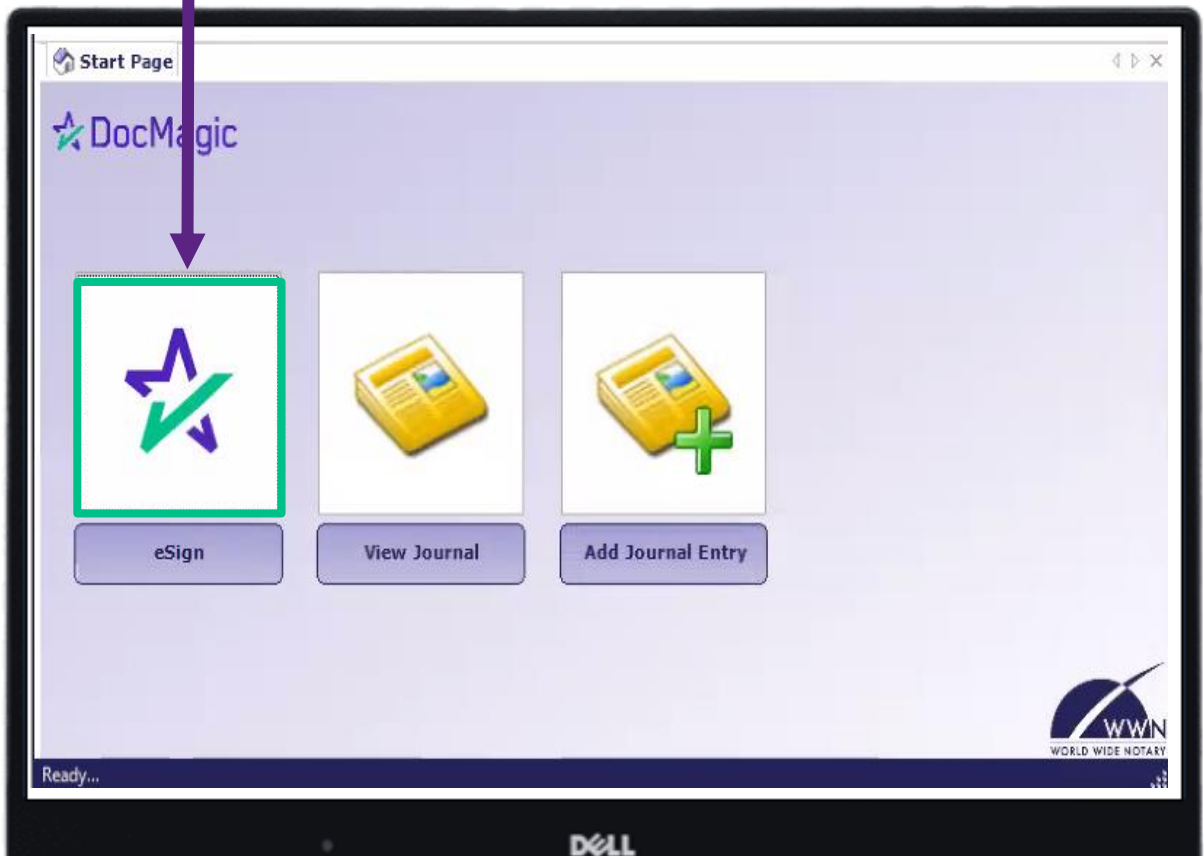 Start Page
DocMagic
eSign
View Journal
Add Journal Entry
WWN
WORLD WIDE NOTARY
Ready...
DELL